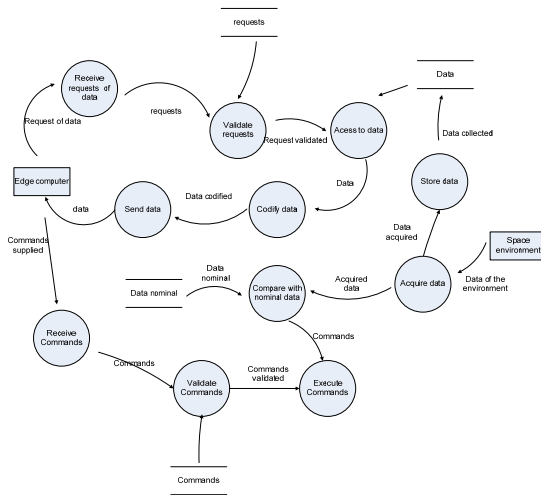 requests
Receive
requests of
data
requests
Validate
requests
Request validated
Acess to data
Data
Data collected
Request of data
Edge computer
data
Send data
Data codified
Codify data
Data
Store data
Data
acquired
Space
environment
Data of the
environment
Acquire data
Acquired
data
Compare with
nominal data
Data
nominal
Data nominal
Commands
supplied
Receive
Commands
Commands
Validate
Commands
Commands
validated
Commands
Execute
Commands
Commands